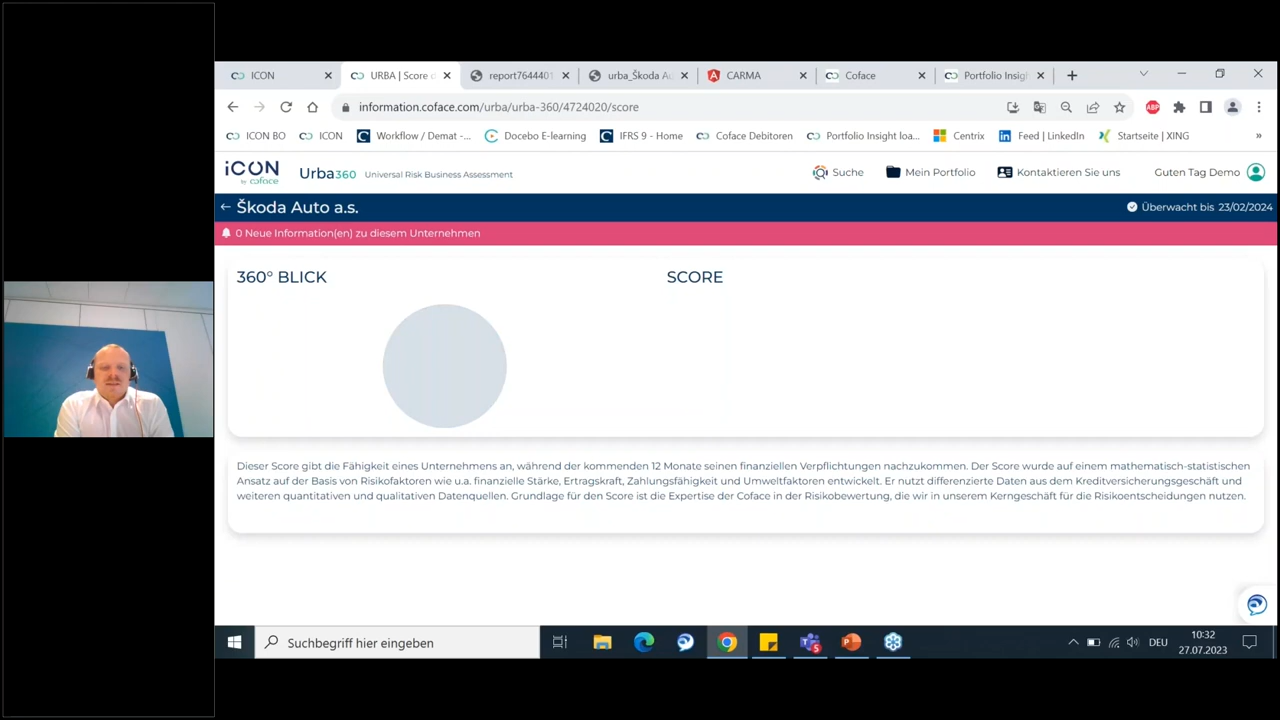 ICON
URBA | Score d
report7644401
urba_Škoda Au
CARMA
Coface
Portfolio Insigh
information.coface.com/urba/urba-360/4724020/score
ABP
ICON BO
ICON
Workflow / Demat -...
Docebo E-learning
IFRS 9 - Home
Coface Debitoren
Portfolio Insight loa...
Centrix
Feed | LinkedIn
Startseite | XING
»
iCON
by coface
Urba360
Universal Risk Business Assessment
Suche
Mein Portfolio
Kontaktieren Sie uns
Guten Tag Demo
Škoda Auto a.s.
Überwacht bis 23/02/2024
0 Neue Information(en) zu diesem Unternehmen
360° BLICK
SCORE
Dieser Score gibt die Fähigkeit eines Unternehmens an, während der kommenden 12 Monate seinen finanziellen Verpflichtungen nachzukommen. Der Score wurde auf einem mathematisch-statistischen
Ansatz auf der Basis von Risikofaktoren wie u.a. finanzielle Stärke, Ertragskraft, Zahlungsfähigkeit und Umweltfaktoren entwickelt. Er nutzt differenzierte Daten aus dem Kreditversicherungsgeschäft und
weiteren quantitativen und qualitativen Datenquellen. Grundlage für den Score ist die Expertise der Coface in der Risikobewertung, die wir in unserem Kerngeschäft für die Risikoentscheidungen nutzen.
Suchbegriff hier eingeben
DEU
10:32
27.07.2023